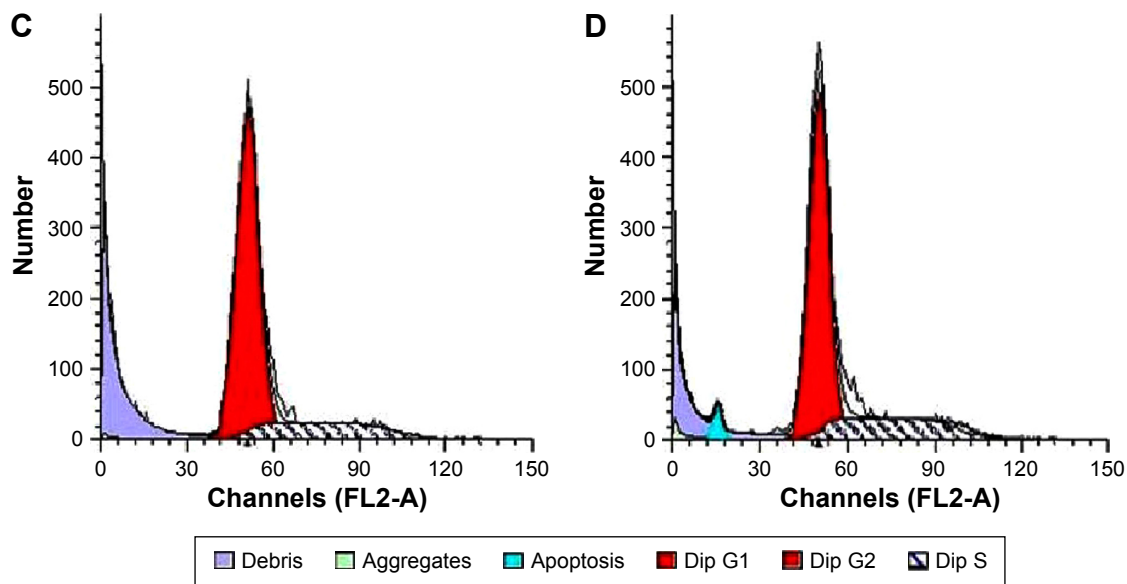 C
D
500
400
300
200
100
0
Number
0 30 60 90 120 150
Channels (FL2-A)
500
400
300
200
100
0
Number
0 30 60 90 120 150
Channels (FL2-A)
Debris Aggregates Apoptosis Dip G1 Dip G2 Dip S